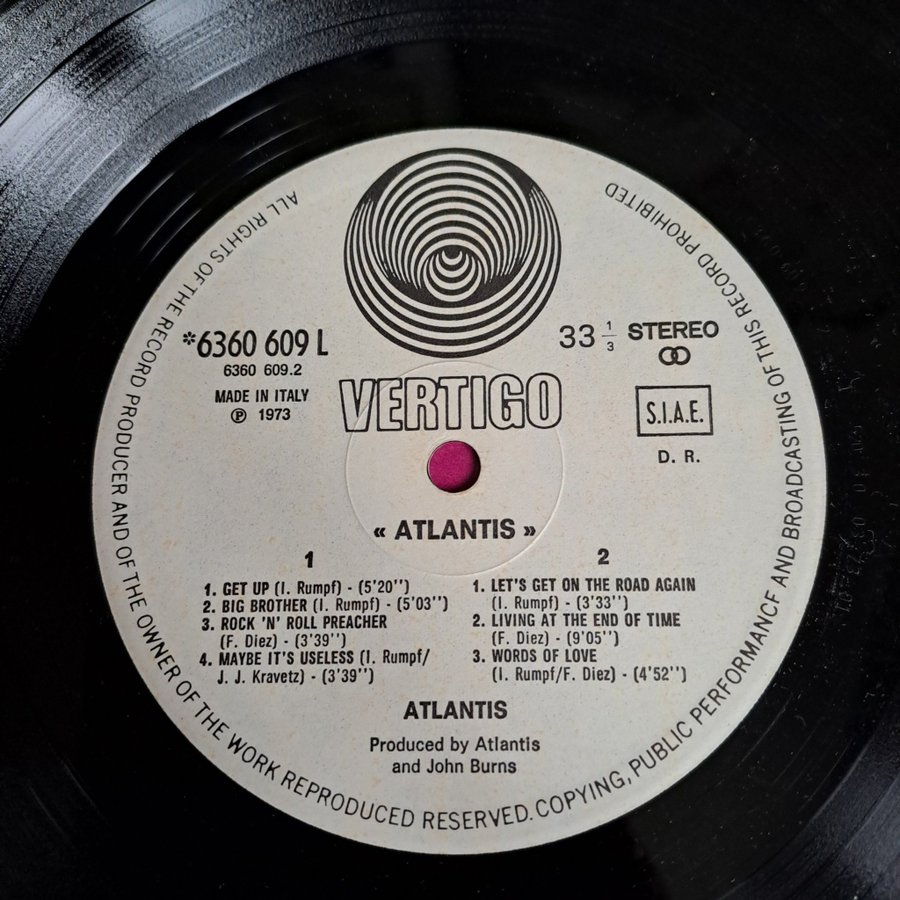 ALL RIGHTS OF THE RECORD PRODUCER AND OF THE OWNER OF THE WORK REPRODUCED RESERVED. COPYING, PUBLIC PERFORMANCE AND BROADCASTING OF THIS RECORD PROHIBITED
*6360 609 L
6360 609.2
MADE IN ITALY
℗ 1973
33 1/3 STEREO
VERTIGO
S.I.A.E.
D. R.
« ATLANTIS »
1
1. GET UP (I. Rumpf) - (5'20'')
2. BIG BROTHER (I. Rumpf) - (5'03'')
3. ROCK 'N' ROLL PREACHER
(F. Diez) - (3'39'')
4. MAYBE IT'S USELESS (I. Rumpf/
J. J. Kravetz) - (3'39'')
2
1. LET'S GET ON THE ROAD AGAIN
(I. Rumpf) - (3'33'')
2. LIVING AT THE END OF TIME
(F. Diez) - (9'05'')
3. WORDS OF LOVE
(I. Rumpf/F. Diez) - (4'52'')
ATLANTIS
Produced by Atlantis
and John Burns